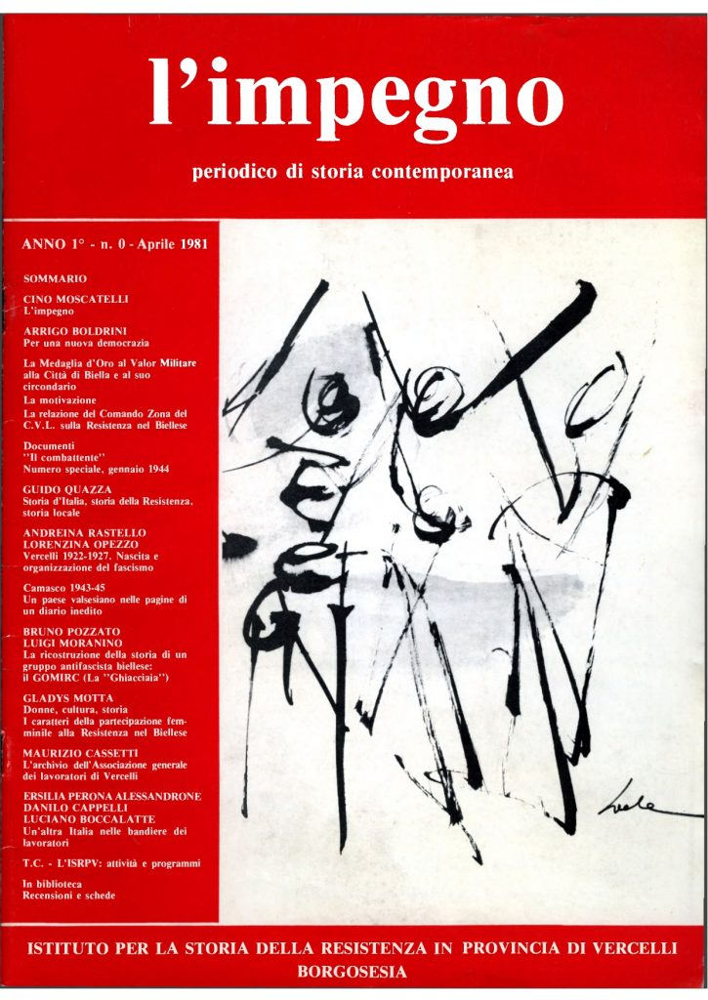 l'impegno
periodico di storia contemporanea
ANNO 1° - n. 0 - Aprile 1981
SOMMARIO
CINO MOSCATELLI
L'impegno
ARRIGO BOLDRINI
Per una nuova democrazia
La Medaglia d'Oro al Valor Militare
alla Città di Biella e al suo
circondario
La motivazione
La relazione del Comando Zona del
C.V.L. sulla Resistenza nel Biellese
Documenti
''Il combattente''
Numero speciale, gennaio 1944
GUIDO QUAZZA
Storia d'Italia, storia della Resistenza,
storia locale
ANDREINA RASTELLO
LORENZINA OPEZZO
Vercelli 1922-1927. Nascita e
organizzazione del fascismo
Camasco 1943-45
Un paese valsesiano nelle pagine di
un diario inedito
BRUNO POZZATO
LUIGI MORANINO
La ricostruzione della storia di un
gruppo antifascista biellese:
il GOMIRC (La ''Ghiacciaia'')
GLADYS MOTTA
Donne, cultura, storia
I caratteri della partecipazione fem-
minile alla Resistenza nel Biellese
MAURIZIO CASSETTI
L'archivio dell'Associazione generale
dei lavoratori di Vercelli
ERSILIA PERONA ALESSANDRONE
DANILO CAPPELLI
LUCIANO BOCCALATTE
Un'altra Italia nelle bandiere dei
lavoratori
T.C. - L'ISRPV: attività e programmi
In biblioteca
Recensioni e schede
ISTITUTO PER LA STORIA DELLA RESISTENZA IN PROVINCIA DI VERCELLI
BORGOSESIA